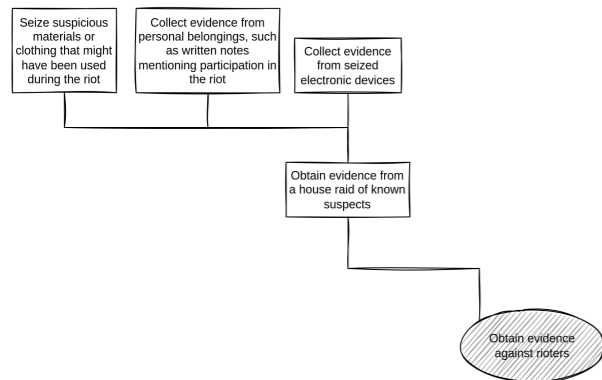 Seize suspicious
materials or
clothing that might
have been used
during the riot
Collect evidence from
personal belongings, such
as written notes
mentioning participation in
the riot
Collect evidence
from seized
electronic devices
Obtain evidence from
a house raid of known
suspects
Obtain evidence
against rioters